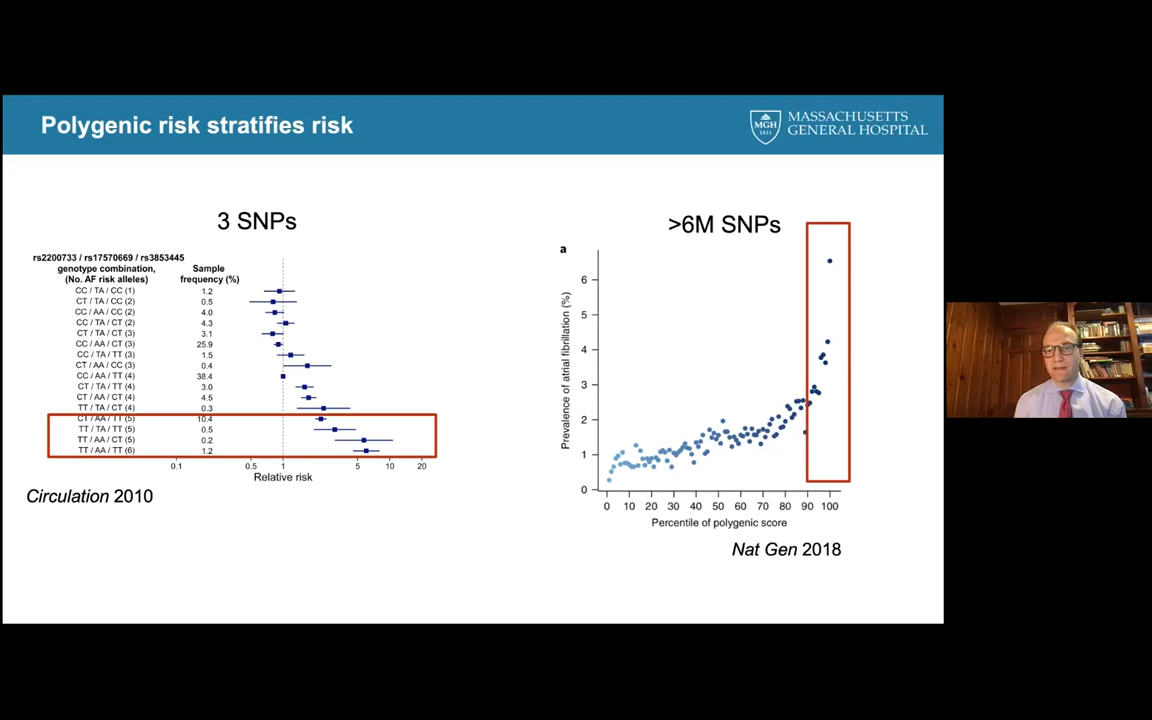 Polygenic risk stratifies risk
MGH
1811
MASSACHUSETTS
GENERAL HOSPITAL
3 SNPs
rs2200733 / rs17570669 / rs3853445
genotype combination,
(No. AF risk alleles)
Sample
frequency (%)
CC / TA / CC (1) 1.2
CT / TA / CC (2) 0.5
CC / AA / CC (2) 4.0
CC / TA / CT (2) 4.3
CT / TA / CT (3) 3.1
CC / AA / CT (3) 25.9
CC / TA / TT (3) 1.5
CT / AA / CC (3) 0.4
CC / AA / TT (4) 38.4
CT / TA / TT (4) 3.0
CT / AA / CT (4) 4.5
TT / TA / CT (4) 0.3
CT / AA / TT (5) 10.4
TT / TA / TT (5) 0.5
TT / AA / CT (5) 0.2
TT / AA / TT (6) 1.2
0.1 0.5 1 5 10 20
Relative risk
Circulation 2010
>6M SNPs
a
Prevalence of atrial fibrillation (%)
6
5
4
3
2
1
0
0 10 20 30 40 50 60 70 80 90 100
Percentile of polygenic score
Nat Gen 2018